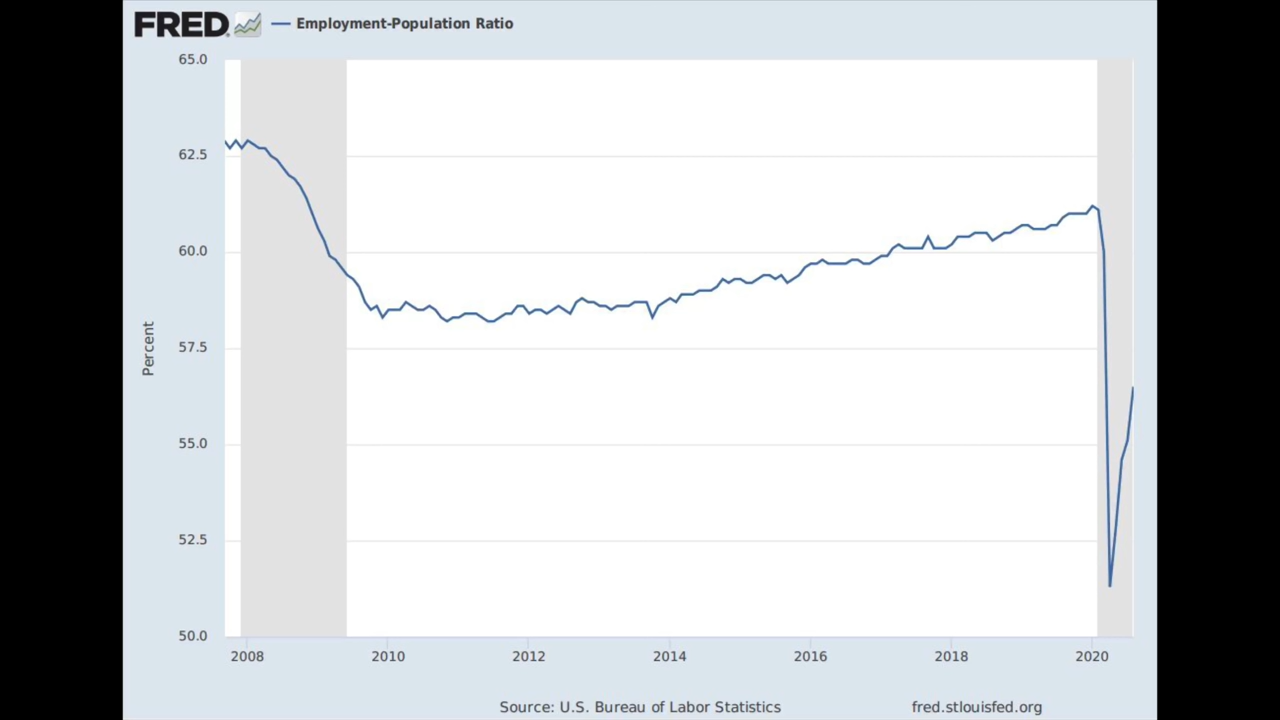 FRED
Employment-Population Ratio
65.0
62.5
60.0
57.5
55.0
52.5
50.0
Percent
2008 2010 2012 2014 2016 2018 2020
Source: U.S. Bureau of Labor Statistics fred.stlouisfed.org